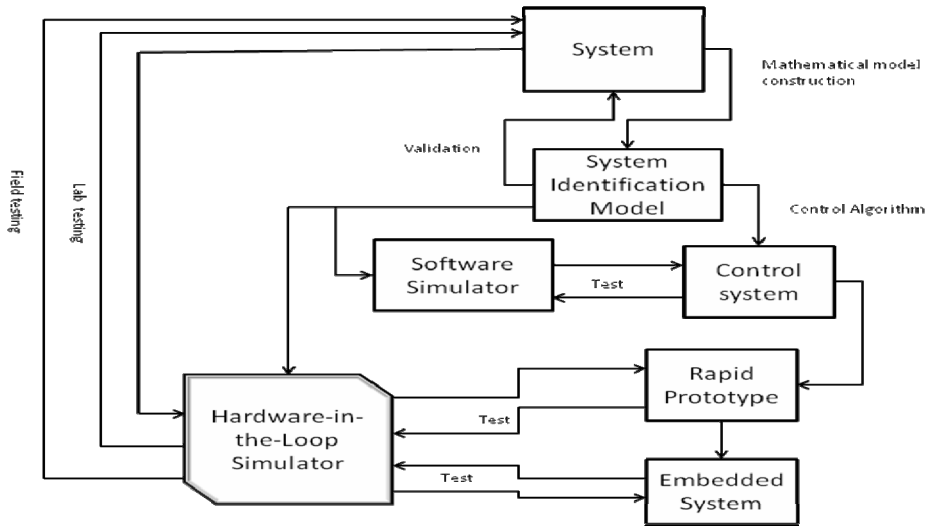 System
Mathematical model
construction
Validation
System
Identification
Model
Control Algorithm
Field testing
Lab testing
Software
Simulator
Test
Control
system
Rapid
Prototype
Hardware-in-
the-Loop
Simulator
Test
Test
Embedded
System